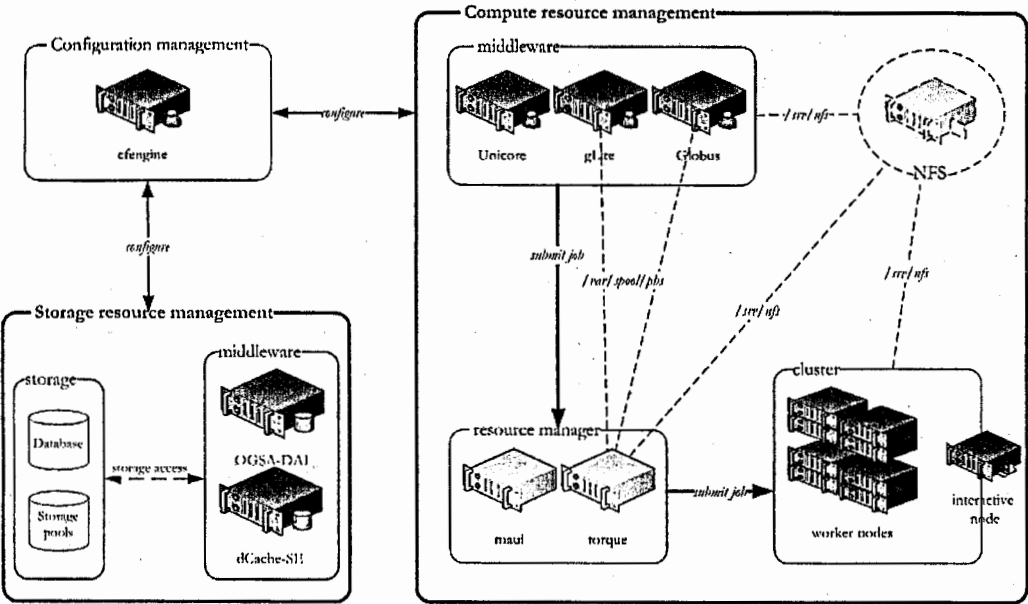 Compute resource management
Configuration management
cfengine
configure
middleware
Unicore
gLite
Globus
/srv/nfs
NFS
configure
submit job
/var/spool/pbs
/srv/nfs
/srv/nfs
Storage resource management
storage
Database
Storage
pools
storage access
middleware
OGSA-DAI
dCache-SE
resource manager
maui
torque
submit job
cluster
worker nodes
interactive
node